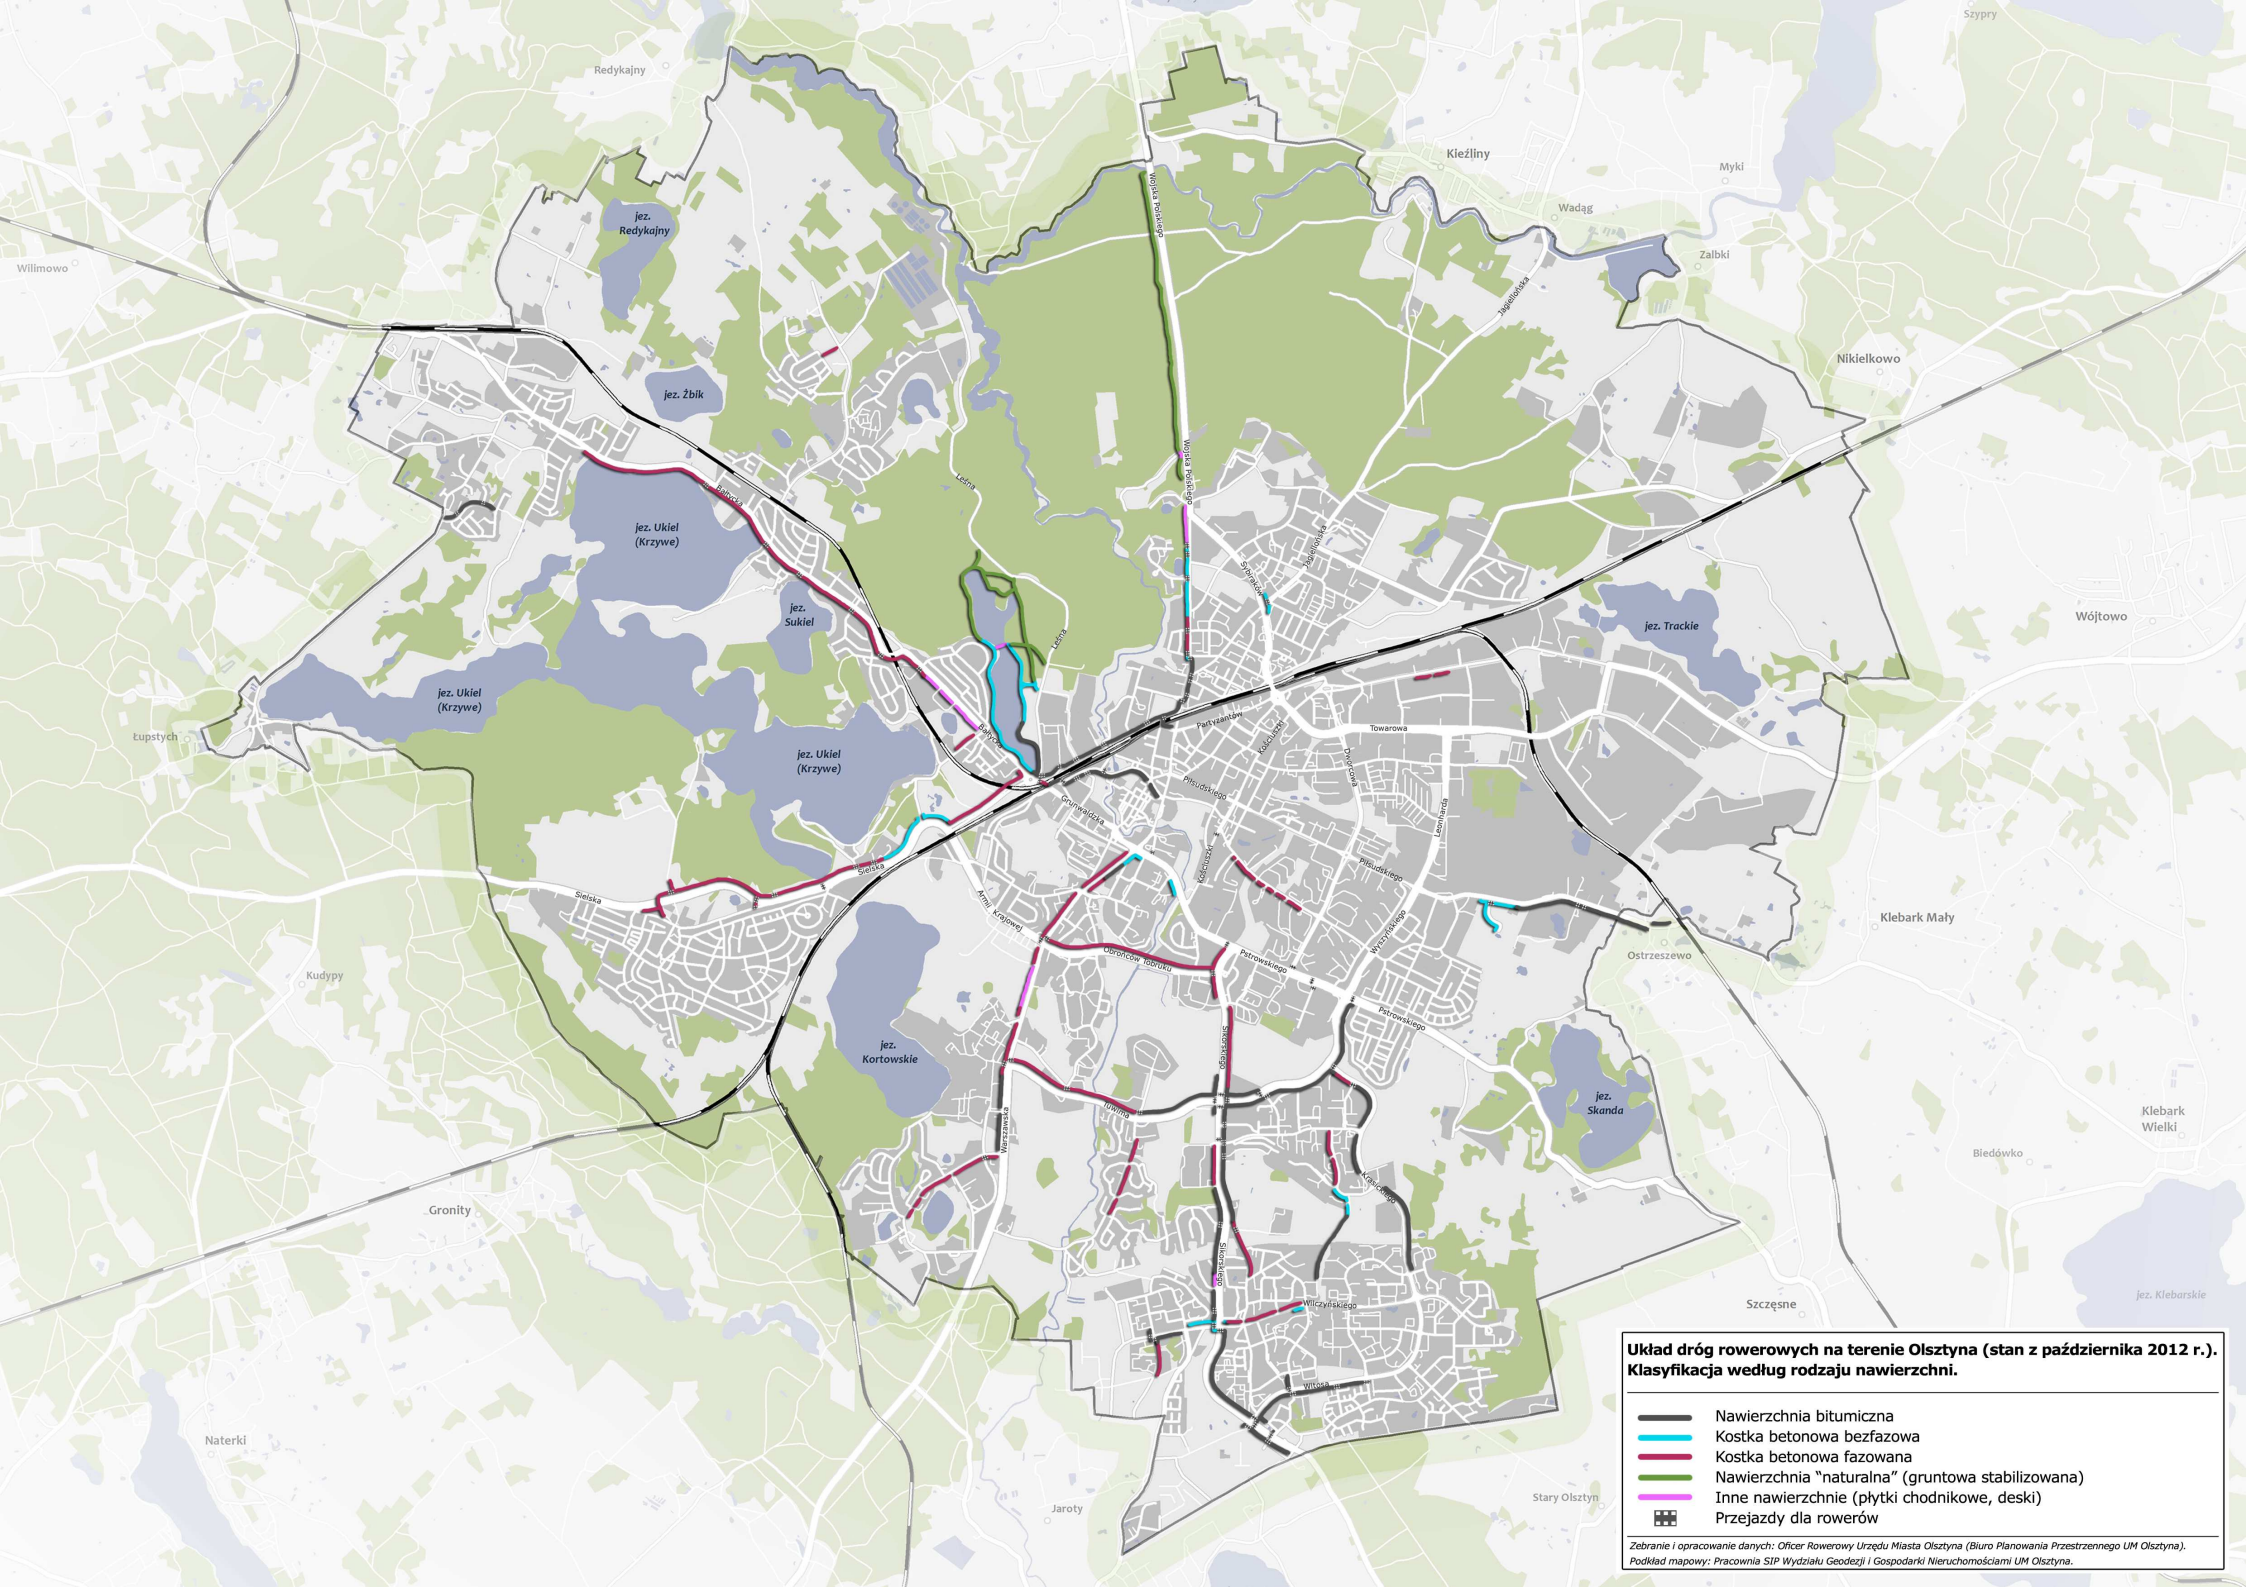 Szypry
Redykajny
Kieźliny
Myki
Wadąg
Zalbki
Wilimowo
jez.
Redykajny
Wojska Polskiego
Jagiellońska
Nikielkowo
jez. Żbik
Wojska Polskiego
Leśna
Bałtycka
jez. Ukiel
(Krzywe)
Jagiellońska
Sybiraków
jez.
Sukiel
Leśna
Wójtowo
jez. Trackie
jez. Ukiel
(Krzywe)
Łupstych
Bałtycka
Partyzantów
Kościuszki
Towarowa
jez. Ukiel
(Krzywe)
Dworcowa
Piłsudskiego
Grunwaldzka
Leonharda
Kościuszki
Piłsudskiego
Sielska
Sielska
Armii Krajowej
Klebark Mały
Wyszyńskiego
Obrońców Tobruku
Pstrowskiego
Ostrzeszewo
Kudypy
Pstrowskiego
jez.
Kortowskie
Sikorskiego
jez.
Skanda
Tuwima
Warszawska
Klebark
Wielki
Biedówko
Krasickiego
Gronity
Sikorskiego
jez. Klebarskie
Szczęsne
Wilczyńskiego
Witosa
Naterki
Jaroty
Stary Olsztyn
Układ dróg rowerowych na terenie Olsztyna (stan z października 2012 r.).
Klasyfikacja według rodzaju nawierzchni.
Nawierzchnia bitumiczna
Kostka betonowa bezfazowa
Kostka betonowa fazowana
Nawierzchnia “naturalna” (gruntowa stabilizowana)
Inne nawierzchnie (płytki chodnikowe, deski)
Przejazdy dla rowerów
Zebranie i opracowanie danych: Oficer Rowerowy Urzędu Miasta Olsztyna (Biuro Planowania Przestrzennego UM Olsztyna).
Podkład mapowy: Pracownia SIP Wydziału Geodezji i Gospodarki Nieruchomościami UM Olsztyna.